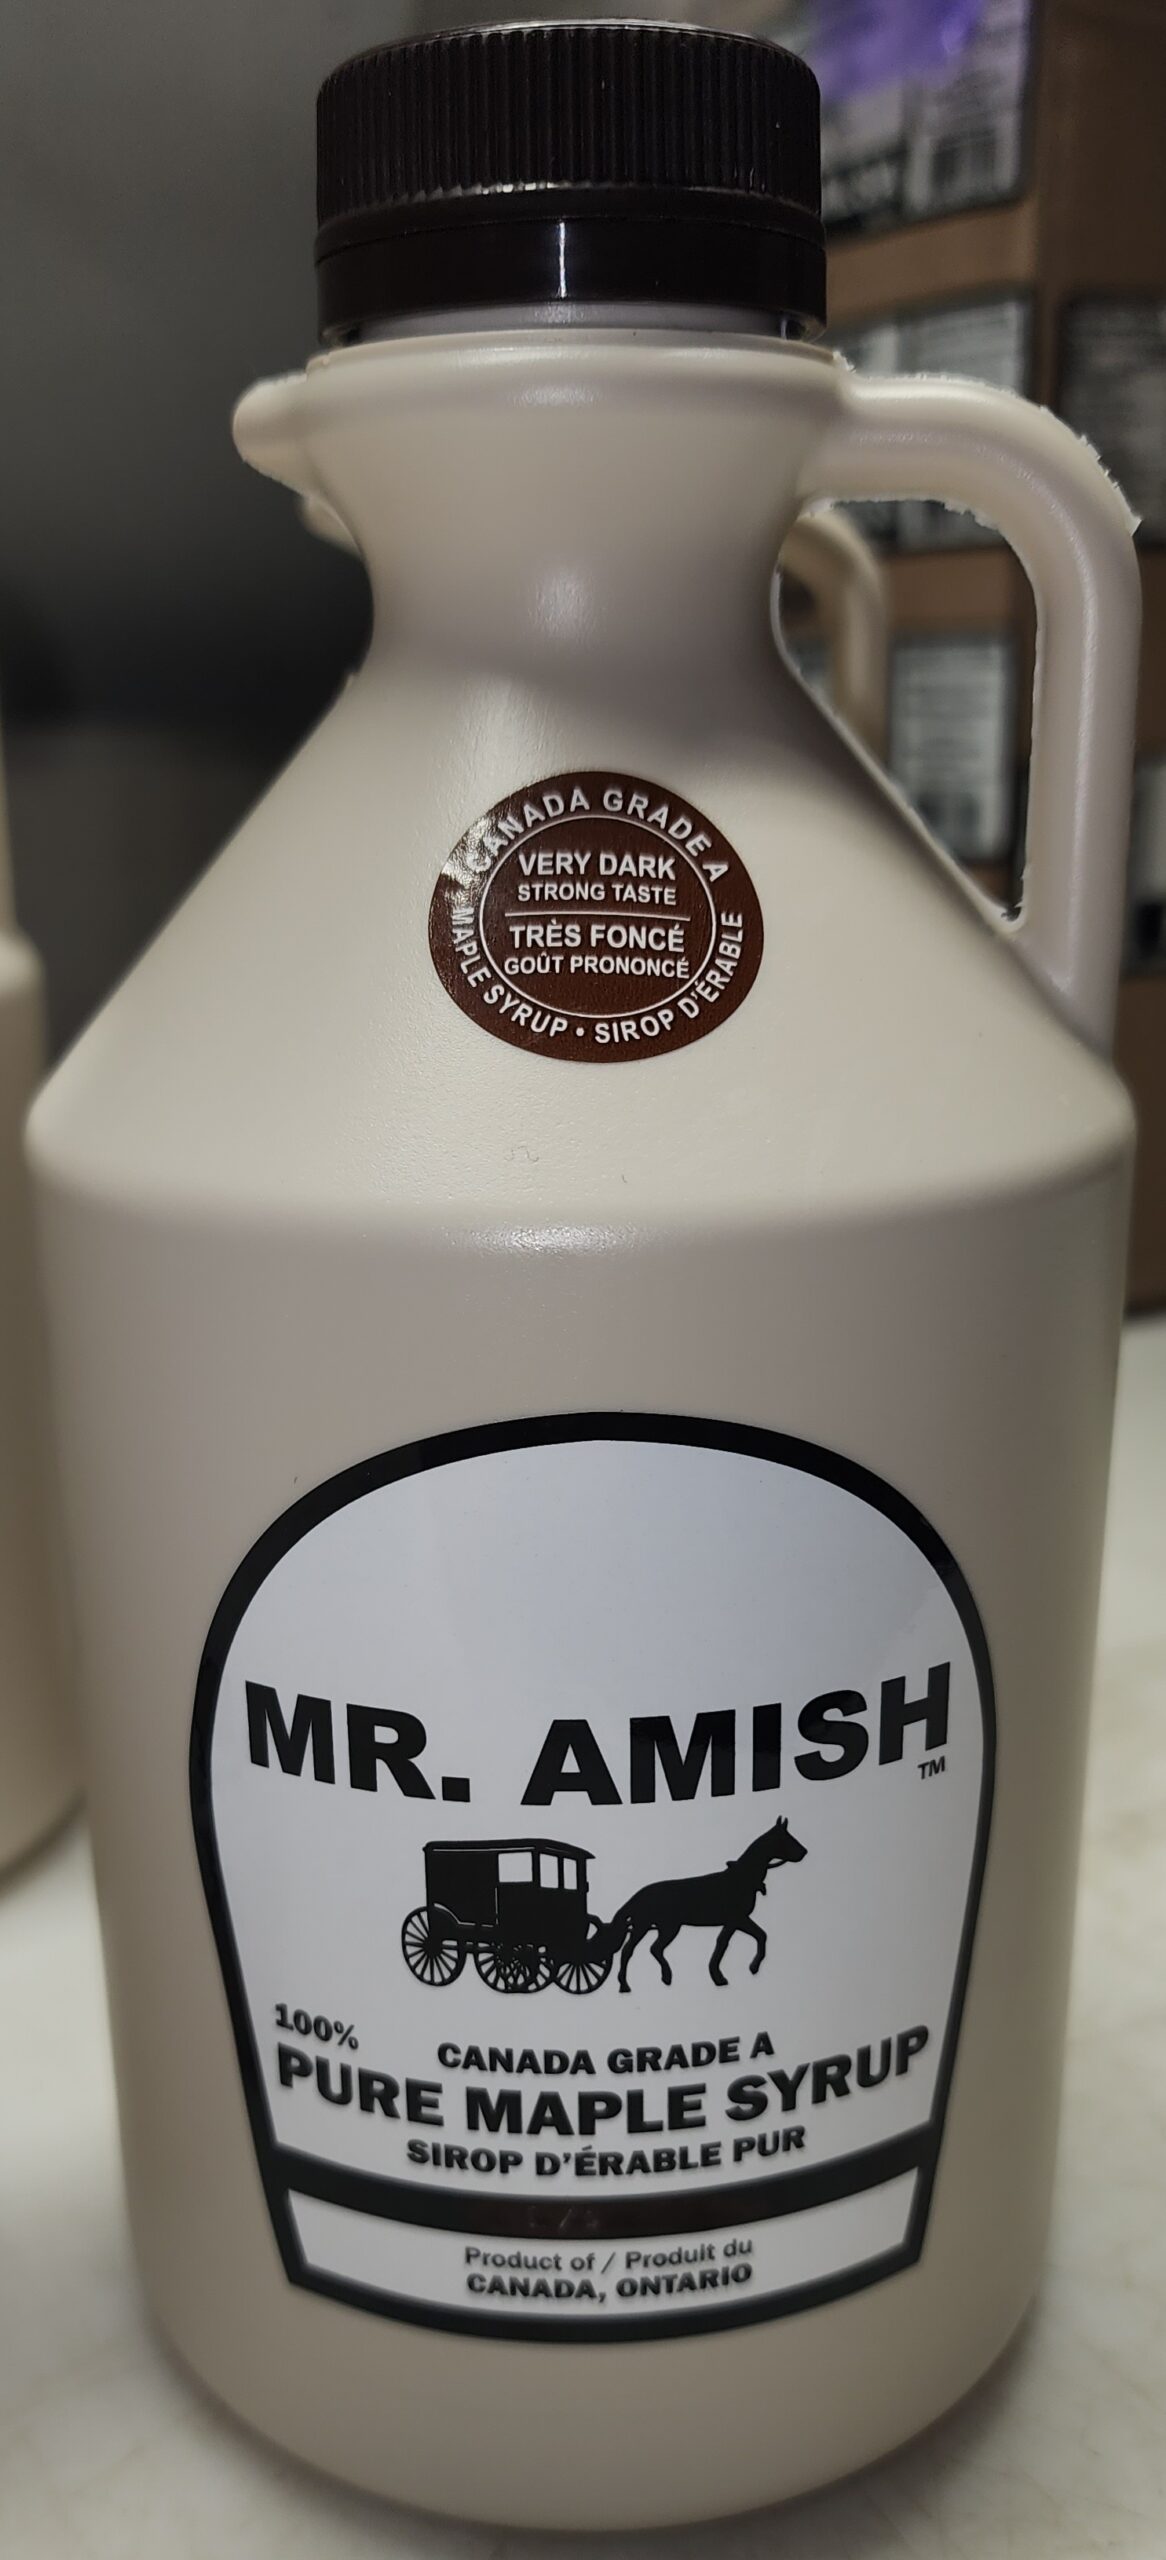 CANADA GRADE A
VERY DARK
STRONG TASTE
TRÈS FONCÉ
GOÛT PRONONCÉ
MAPLE SYRUP • SIROP D'ÉRABLE
MR. AMISH
TM
100%
CANADA GRADE A
PURE MAPLE SYRUP
SIROP D'ÉRABLE PUR
Product of / Produit du
CANADA, ONTARIO